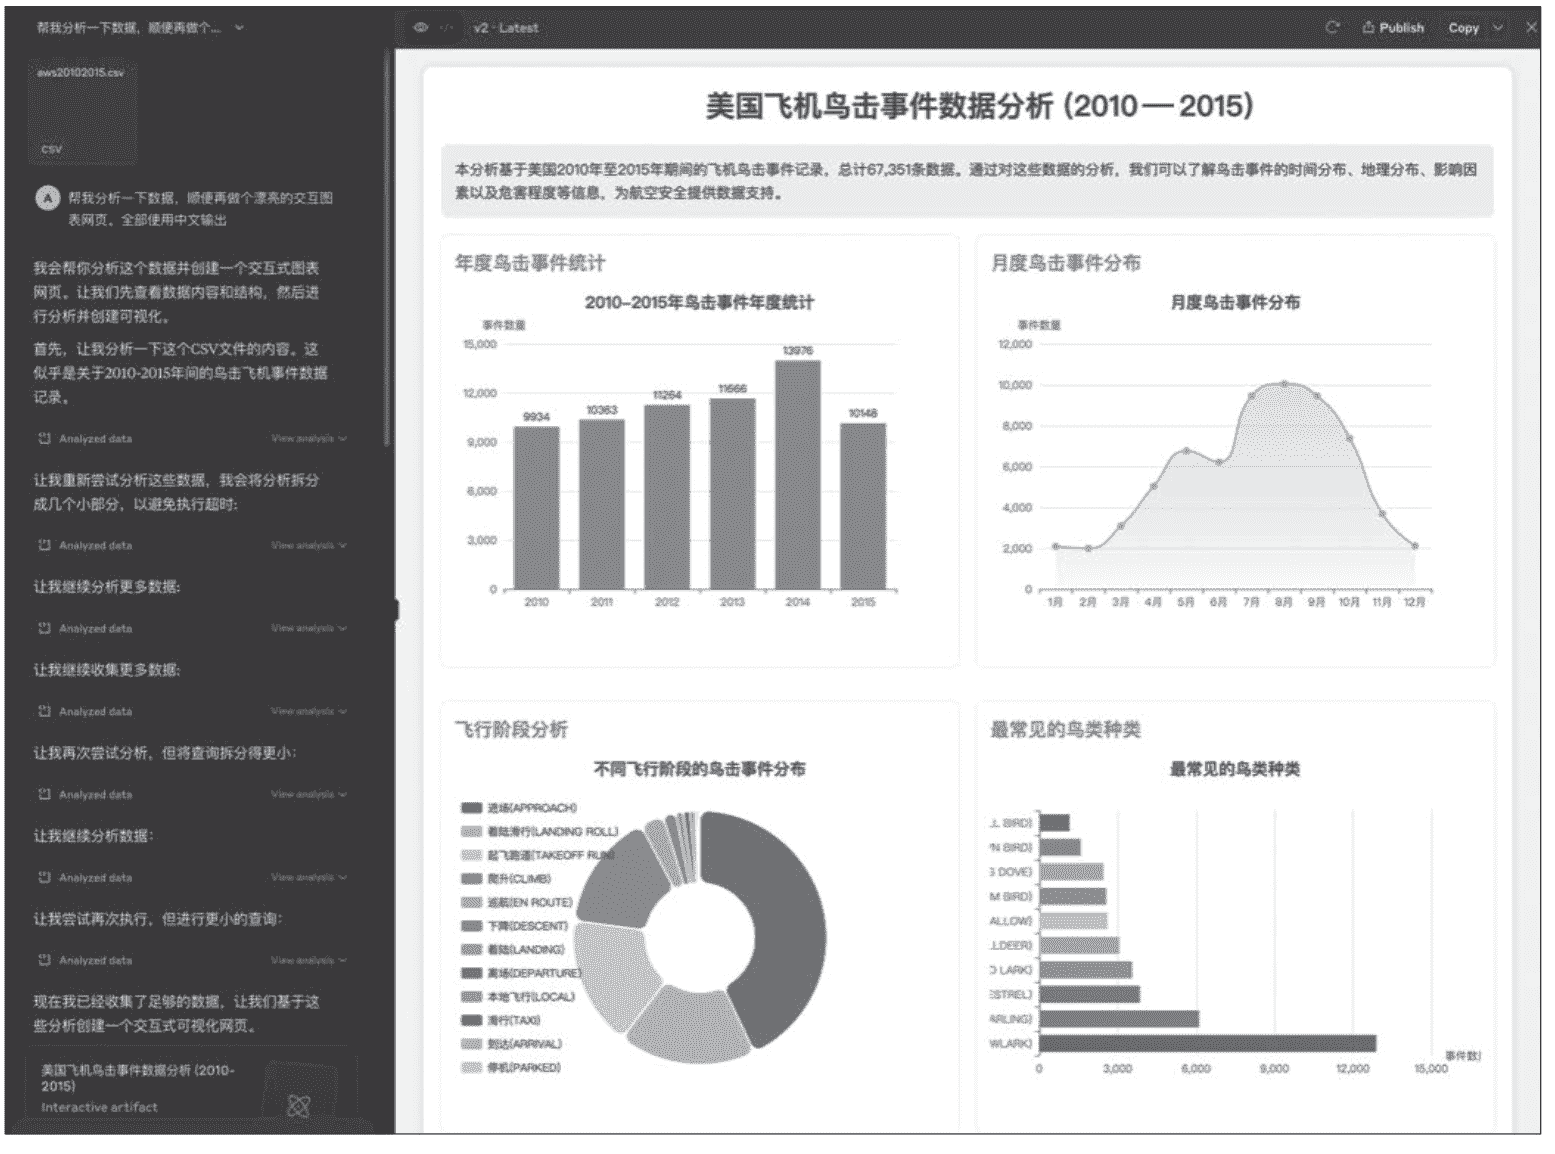 帮我分析一下数据，顺便再做个...
v2 · Latest
Publish
Copy
aws20102015.csv
CSV
A
帮我分析一下数据，顺便再做个漂亮的交互图
表网页。全部使用中文输出
我会帮你分析这个数据并创建一个交互式图表
网页。让我们先查看数据内容和结构，然后进
行分析并创建可视化。
首先，让我分析一下这个CSV文件的内容。这
似乎是关于2010-2015年间的鸟击飞机事件数据
记录。
Analyzed data
View analysis
让我重新尝试分析这些数据，我会将分析拆分
成几个小部分，以避免执行超时:
Analyzed data
View analysis
让我继续分析更多数据:
Analyzed data
View analysis
让我继续收集更多数据:
Analyzed data
View analysis
让我再次尝试分析，但将查询拆分得更小:
Analyzed data
View analysis
让我继续分析数据:
Analyzed data
View analysis
让我尝试再次执行，但进行更小的查询:
Analyzed data
View analysis
现在我已经收集了足够的数据，让我们基于这
些分析创建一个交互式可视化网页。
美国飞机鸟击事件数据分析 (2010-
2015)
Interactive artifact
美国飞机鸟击事件数据分析 (2010—2015)
本分析基于美国2010年至2015年期间的飞机鸟击事件记录，总计67,351条数据。通过对这些数据的分析，我们可以了解鸟击事件的时间分布、地理分布、影响因
素以及危害程度等信息，为航空安全提供数据支持。
年度鸟击事件统计
2010-2015年鸟击事件年度统计
事件数量
15,000
12,000
9,000
6,000
3,000
0
9934
10363
11264
11666
13976
10148
2010
2011
2012
2013
2014
2015
月度鸟击事件分布
月度鸟击事件分布
事件数量
12,000
10,000
8,000
6,000
4,000
2,000
0
1月
2月
3月
4月
5月
6月
7月
8月
9月
10月
11月
12月
飞行阶段分析
不同飞行阶段的鸟击事件分布
进场(APPROACH)
着陆滑行(LANDING ROLL)
起飞跑道(TAKEOFF RUN)
爬升(CLIMB)
巡航(EN ROUTE)
下降(DESCENT)
着陆(LANDING)
离场(DEPARTURE)
本地飞行(LOCAL)
滑行(TAXI)
到达(ARRIVAL)
停机(PARKED)
最常见的鸟类种类
最常见的鸟类种类
LL BIRD)
N BIRD)
G DOVE)
M BIRD)
ALLOW)
LLDEER)
D LARK)
ESTREL)
ARLING)
WLARK)
0
3,000
6,000
9,000
12,000
15,000
事件数